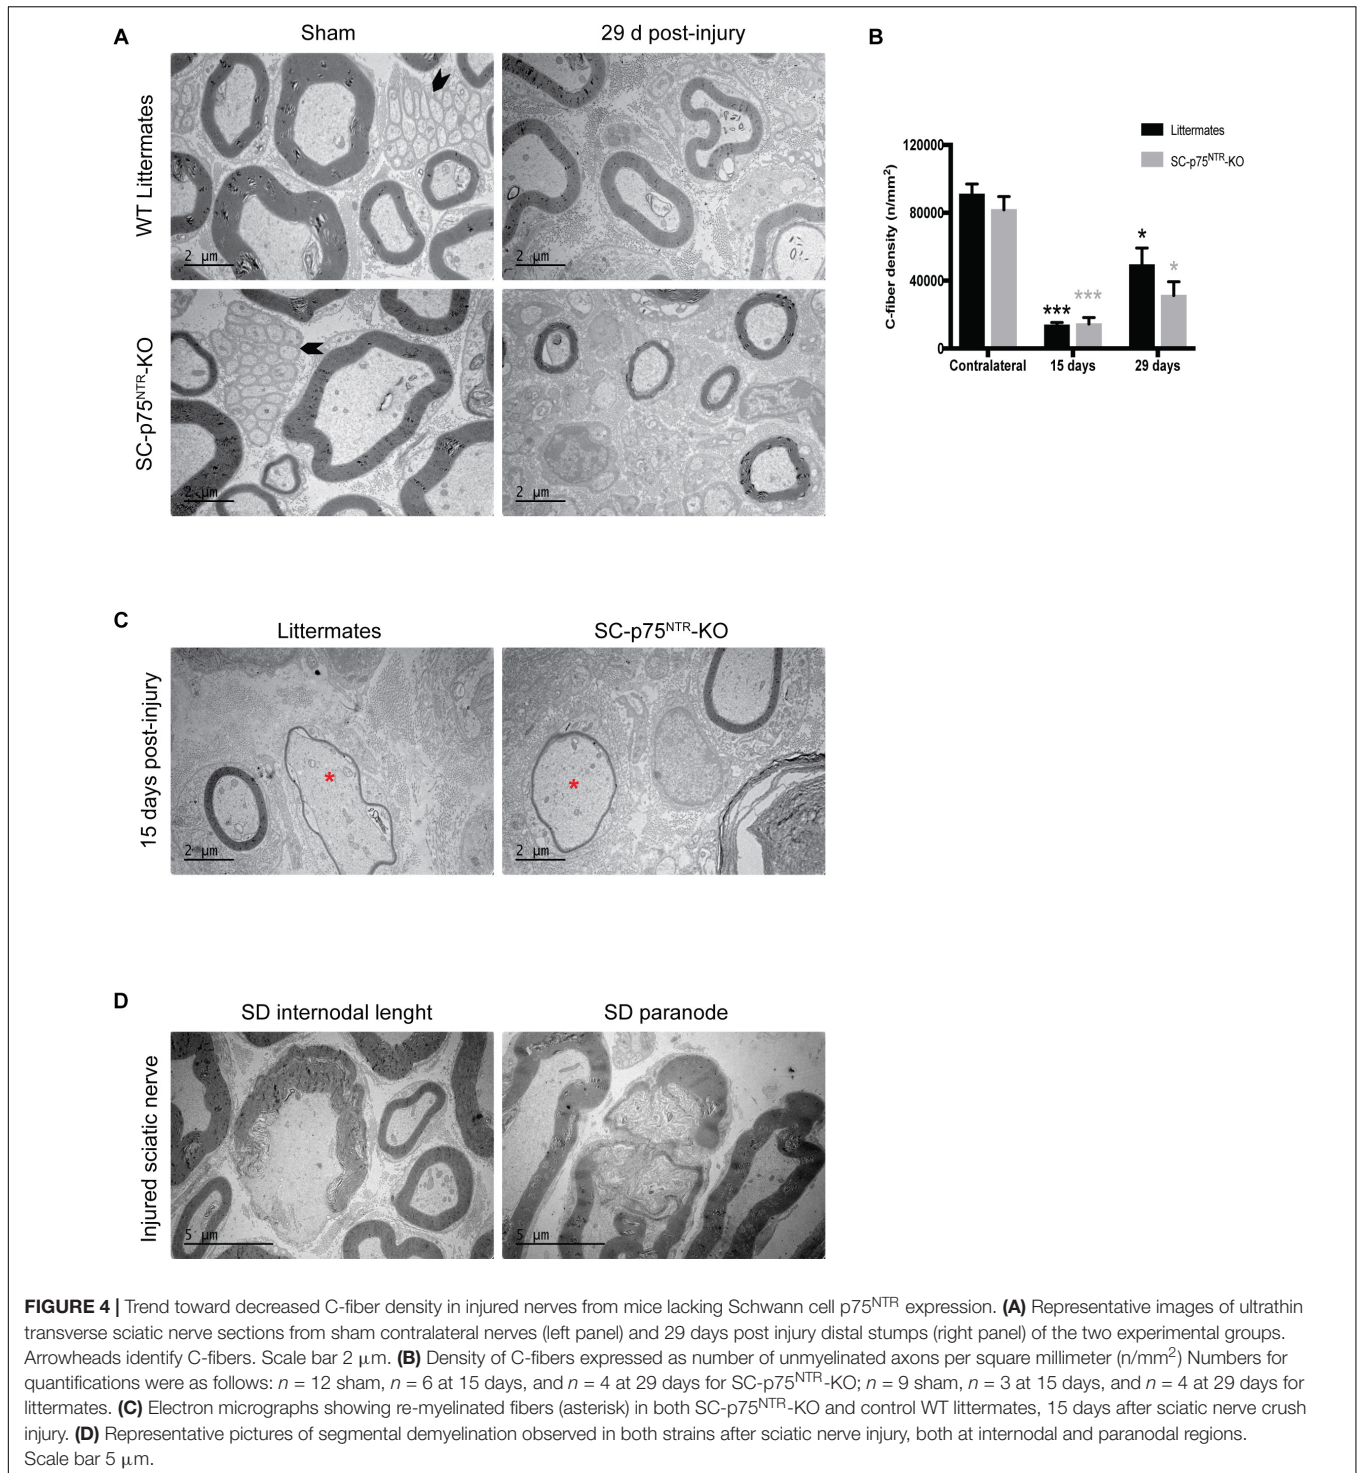 A
Sham
29 d post-injury
WT Littermates
2 μm
2 μm
SC-p75NTR-KO
2 μm
2 μm
B
Littermates
SC-p75NTR-KO
C-fiber density (n/mm2)
120000
80000
40000
0
***
***
*
*
Contralateral
15 days
29 days
C
Littermates
SC-p75NTR-KO
15 days post-injury
*
*
2 μm
2 μm
D
SD internodal lenght
SD paranode
Injured sciatic nerve
5 μm
5 μm
FIGURE 4 | Trend toward decreased C-fiber density in injured nerves from mice lacking Schwann cell p75NTR expression. (A) Representative images of ultrathin
transverse sciatic nerve sections from sham contralateral nerves (left panel) and 29 days post injury distal stumps (right panel) of the two experimental groups.
Arrowheads identify C-fibers. Scale bar 2 μm. (B) Density of C-fibers expressed as number of unmyelinated axons per square millimeter (n/mm2) Numbers for
quantifications were as follows: n = 12 sham, n = 6 at 15 days, and n = 4 at 29 days for SC-p75NTR-KO; n = 9 sham, n = 3 at 15 days, and n = 4 at 29 days for
littermates. (C) Electron micrographs showing re-myelinated fibers (asterisk) in both SC-p75NTR-KO and control WT littermates, 15 days after sciatic nerve crush
injury. (D) Representative pictures of segmental demyelination observed in both strains after sciatic nerve injury, both at internodal and paranodal regions.
Scale bar 5 μm.